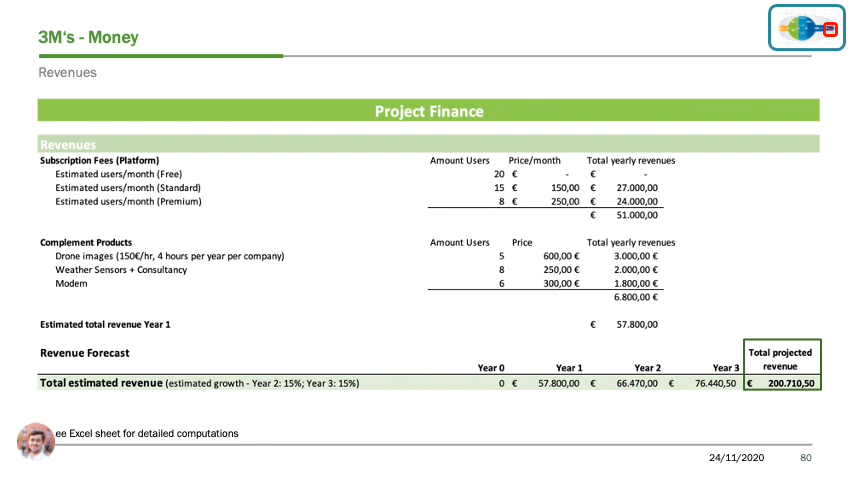 3M's - Money
Revenues
Project Finance
Revenues
Subscription Fees (Platform) Amount Users Price/month Total yearly revenues
Estimated users/month (Free) 20 € - € -
Estimated users/month (Standard) 15 € 150,00 € 27.000,00
Estimated users/month (Premium) 8 € 250,00 € 24.000,00
€ 51.000,00
Complement Products Amount Users Price Total yearly revenues
Drone images (150€/hr, 4 hours per year per company) 5 600,00 € 3.000,00 €
Weather Sensors + Consultancy 8 250,00 € 2.000,00 €
Modem 6 300,00 € 1.800,00 €
6.800,00 €
Estimated total revenue Year 1 € 57.800,00
Revenue Forecast Total projected revenue
Year 0 Year 1 Year 2 Year 3
Total estimated revenue (estimated growth - Year 2: 15%; Year 3: 15%) 0 € 57.800,00 € 66.470,00 € 76.440,50 € 200.710,50
ee Excel sheet for detailed computations
24/11/2020 80